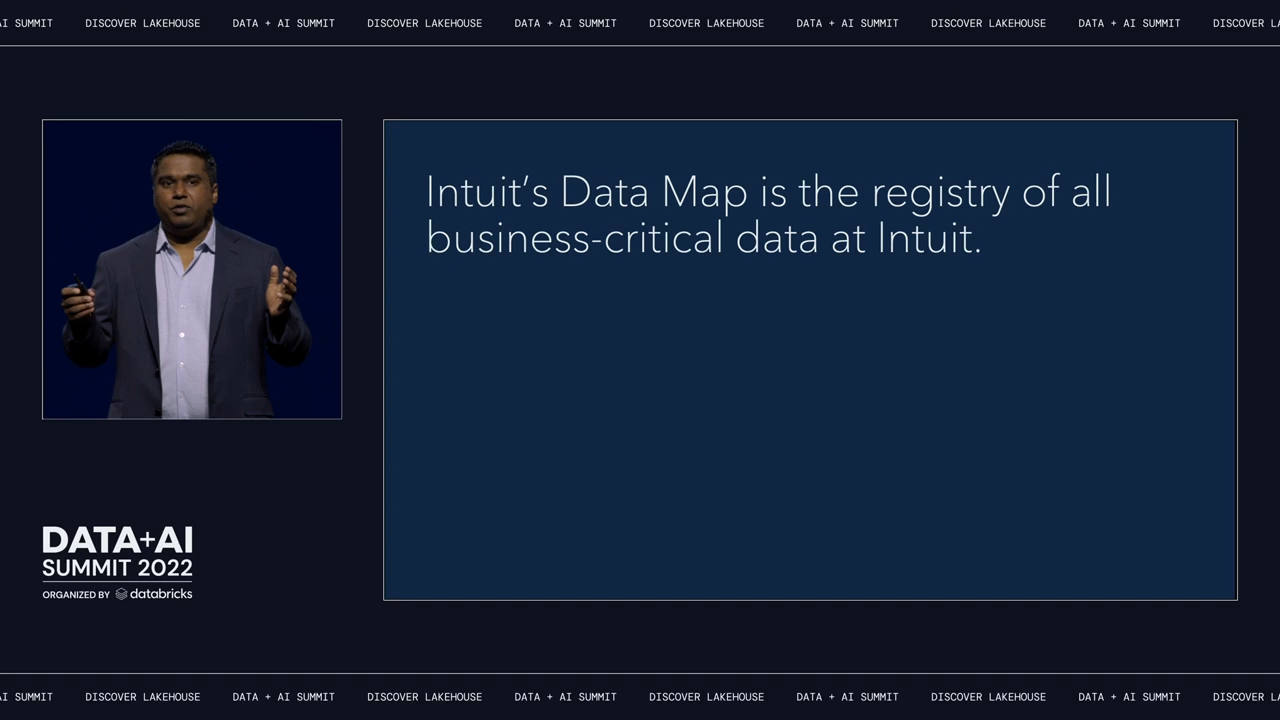 AI SUMMIT DISCOVER LAKEHOUSE DATA + AI SUMMIT DISCOVER LAKEHOUSE DATA + AI SUMMIT DISCOVER LAKEHOUSE DATA + AI SUMMIT DISCOVER LAKEHOUSE DATA + AI SUMMIT DISCOVER LA
Intuit’s Data Map is the registry of all
business-critical data at Intuit.
DATA+AI
SUMMIT 2022
ORGANIZED BY databricks
AI SUMMIT DISCOVER LAKEHOUSE DATA + AI SUMMIT DISCOVER LAKEHOUSE DATA + AI SUMMIT DISCOVER LAKEHOUSE DATA + AI SUMMIT DISCOVER LAKEHOUSE DATA + AI SUMMIT DISCOVER LA